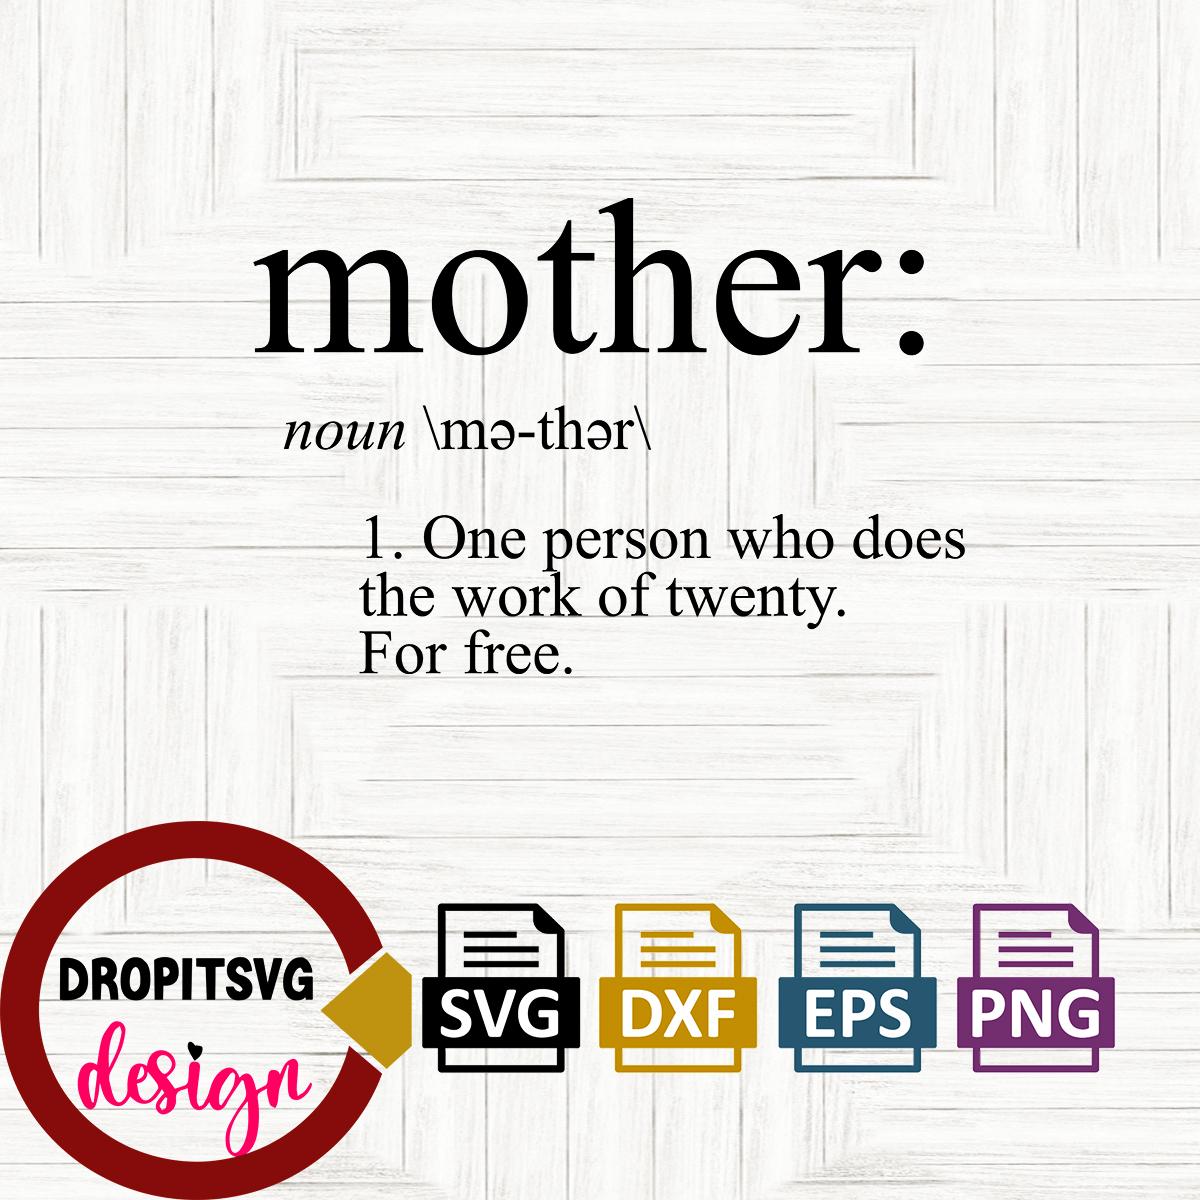 mother:
noun \mə-thər\
1. One person who does
the work of twenty.
For free.
DROPITSVG
design
SVG
DXF
EPS
PNG